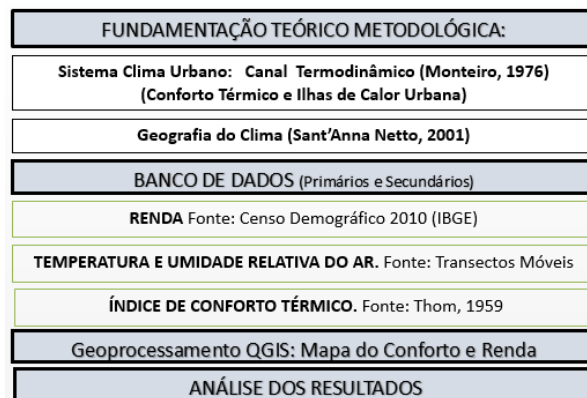 FUNDAMENTAÇÃO TEÓRICO METODOLÓGICA:
Sistema Clima Urbano: Canal Termodinâmico (Monteiro, 1976)
(Conforto Térmico e Ilhas de Calor Urbana)
Geografia do Clima (Sant'Anna Netto, 2001)
BANCO DE DADOS (Primários e Secundários)
RENDA Fonte: Censo Demográfico 2010 (IBGE)
TEMPERATURA E UMIDADE RELATIVA DO AR. Fonte: Transectos Móveis
ÍNDICE DE CONFORTO TÉRMICO. Fonte: Thom, 1959
Geoprocessamento QGIS: Mapa do Conforto e Renda
ANÁLISE DOS RESULTADOS